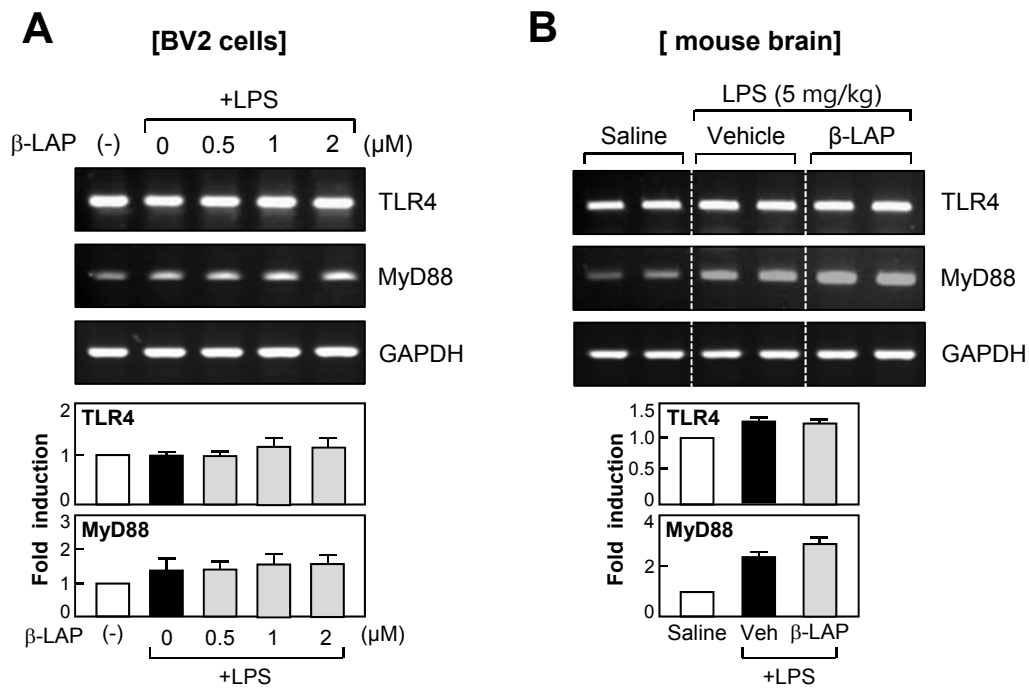 A [BV2 cells]
+LPS
β-LAP (-) 0 0.5 1 2 (µM)
TLR4
MyD88
GAPDH
2
TLR4
1
0
3
MyD88
2
1
0
Fold induction
β-LAP (-) 0 0.5 1 2 (µM)
+LPS
B [ mouse brain]
LPS (5 mg/kg)
Saline Vehicle β-LAP
TLR4
MyD88
GAPDH
1.5
TLR4
1.0
0.5
0
4
MyD88
2
0
Saline Veh β-LAP
+LPS